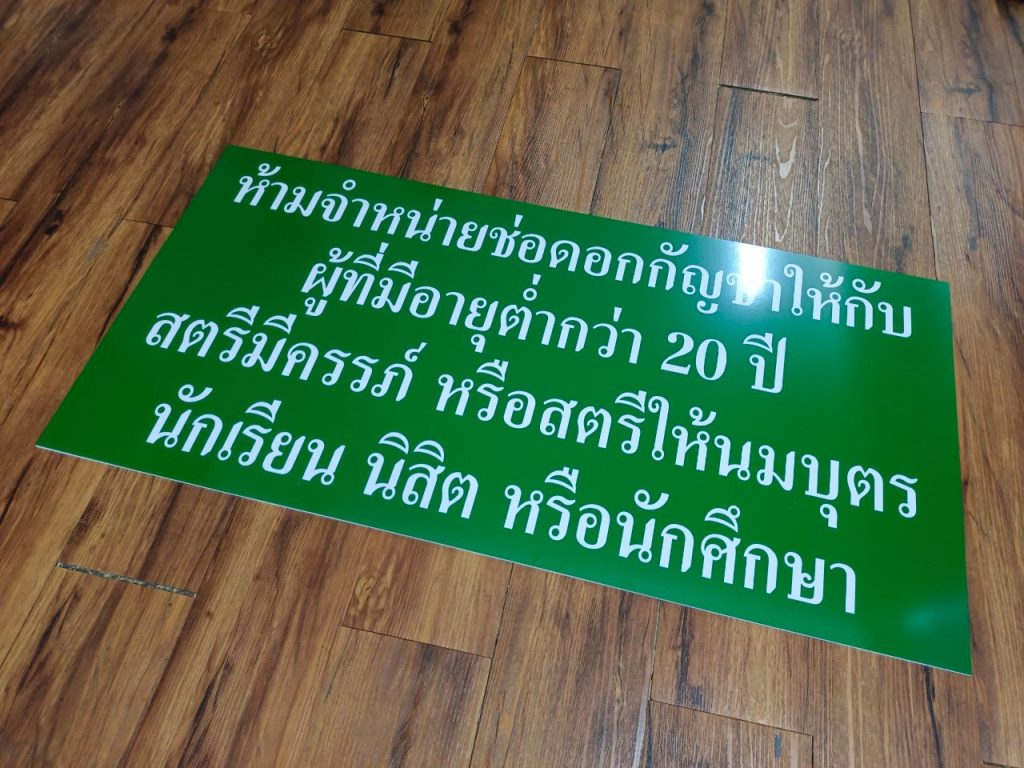 ห้ามจำหน่ายช่อดอกกัญชาให้กับ
ผู้ที่มีอายุต่ำกว่า 20 ปี
สตรีมีครรภ์ หรือสตรีให้นมบุตร
นักเรียน นิสิต หรือนักศึกษา